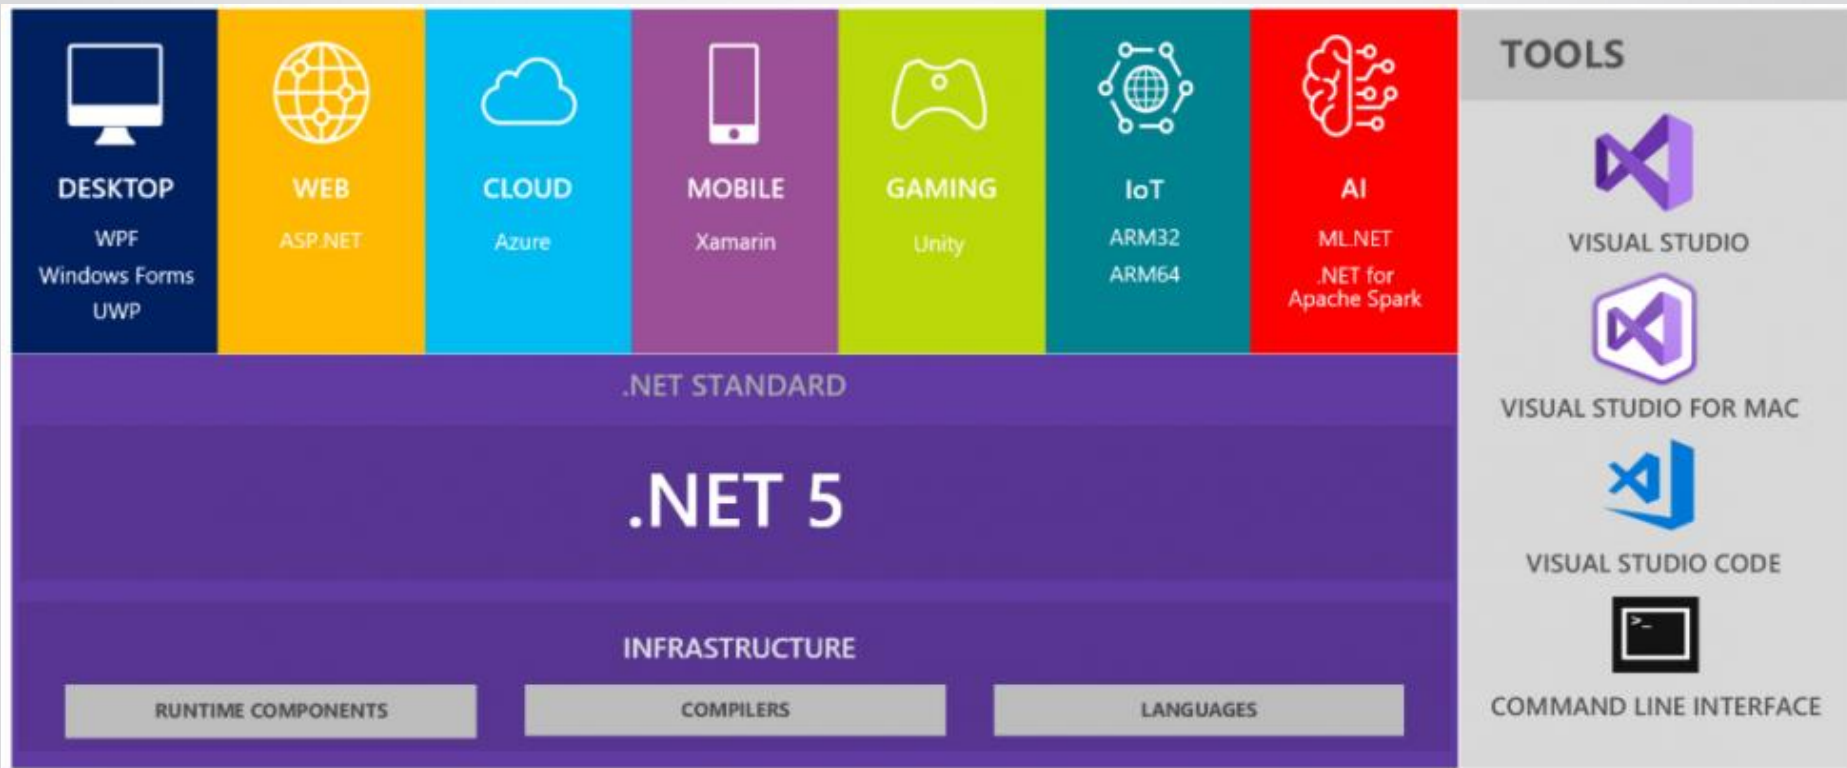 DESKTOP
WPF
Windows Forms
UWP
WEB
ASP.NET
CLOUD
Azure
MOBILE
Xamarin
GAMING
Unity
IoT
ARM32
ARM64
AI
ML.NET
.NET for
Apache Spark
.NET STANDARD
.NET 5
INFRASTRUCTURE
RUNTIME COMPONENTS
COMPILERS
LANGUAGES
TOOLS
VISUAL STUDIO
VISUAL STUDIO FOR MAC
VISUAL STUDIO CODE
>_
COMMAND LINE INTERFACE